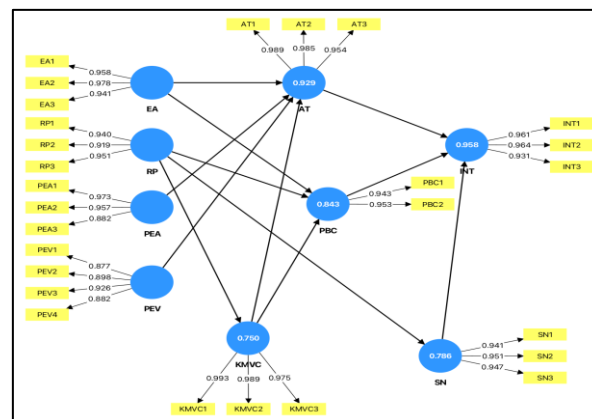 AT1 AT2 AT3
0.989 0.985 0.954
EA1
EA2
EA3
0.958
0.978
0.941
EA
0.929
AT
RP1
RP2
RP3
0.940
0.919
0.951
RP
INT1
INT2
INT3
0.961
0.964
0.931
0.958
INT
PEA1
PEA2
PEA3
0.973
0.957
0.882
PEA
PBC1
PBC2
0.943
0.953
0.843
PBC
PEV1
PEV2
PEV3
PEV4
0.877
0.898
0.926
0.882
PEV
0.750
KMVC
0.993 0.989 0.975
KMVC1 KMVC2 KMVC3
0.786
SN
0.941
0.951
0.947
SN1
SN2
SN3